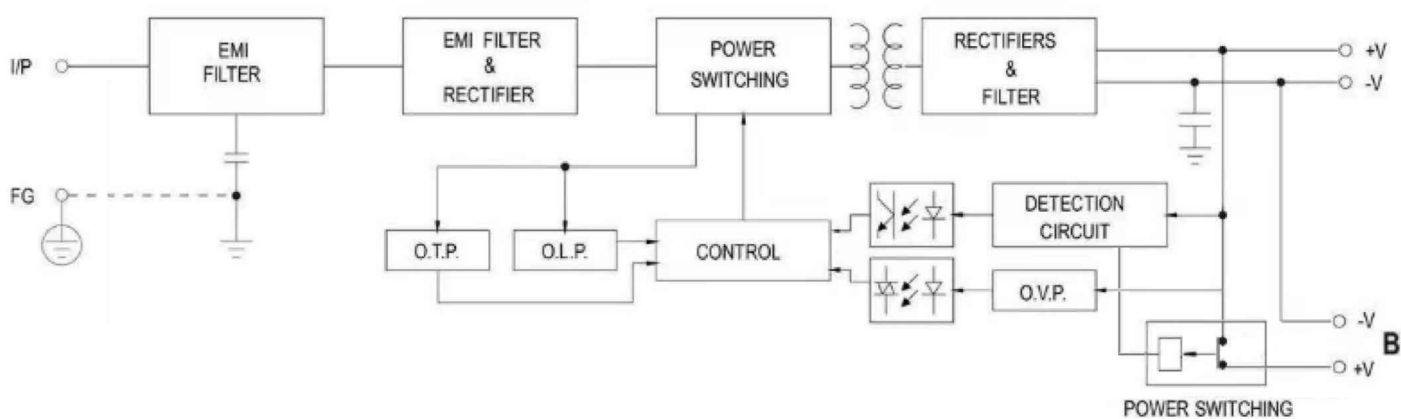 I/P
EMI
FILTER
EMI FILTER
&
RECTIFIER
POWER
SWITCHING
RECTIFIERS
&
FILTER
+V
-V
FG
O.T.P.
O.L.P.
CONTROL
DETECTION
CIRCUIT
O.V.P.
-V
B
+V
POWER SWITCHING